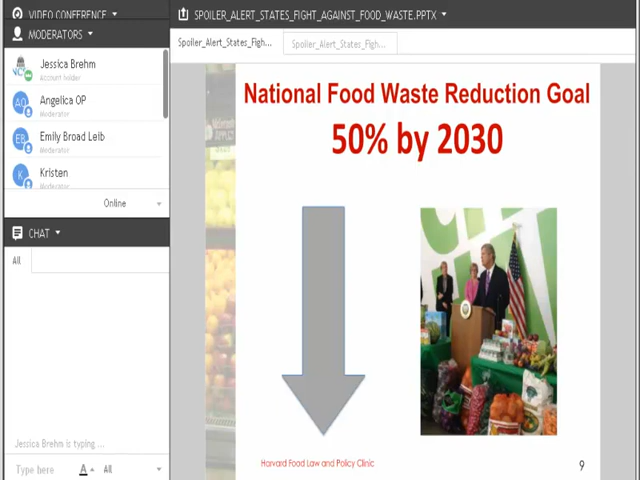 VIDEO CONFERENCE
MODERATORS
Jessica Brehm
Account holder
Angelica OP
Moderator
Emily Broad Leib
Moderator
Kristen
Moderator
Online
CHAT
All
Jessica Brehm is typing ...
Type here
A
All
SPOILER_ALERT_STATES_FIGHT_AGAINST_FOOD_WASTE.PPTX
Spoiler_Alert_States_Figh...
Spoiler_Alert_States_Figh...
National Food Waste Reduction Goal
50% by 2030
Harvard Food Law and Policy Clinic
9